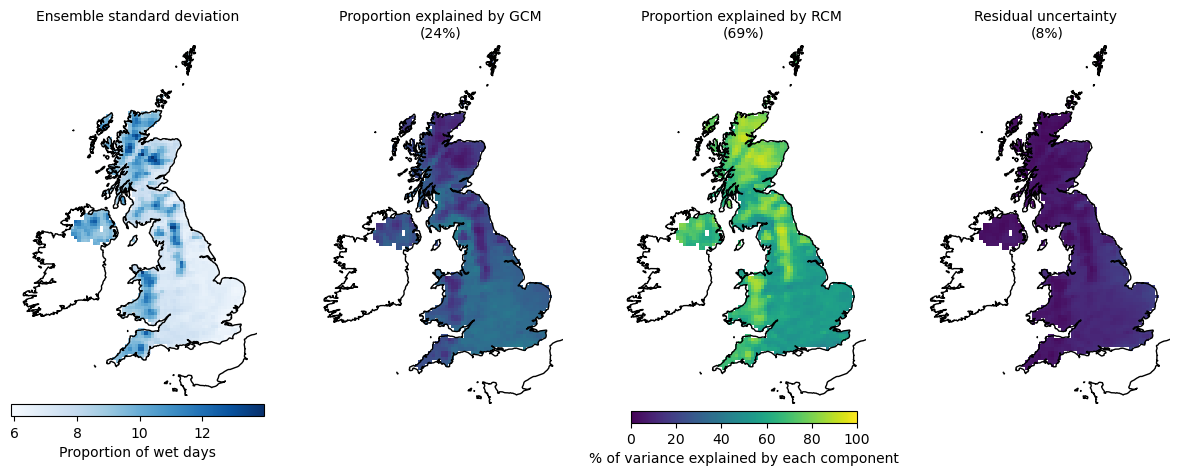 Ensemble standard deviation
Proportion explained by GCM
(24%)
Proportion explained by RCM
(69%)
Residual uncertainty
(8%)
6 8 10 12
Proportion of wet days
0 20 40 60 80 100
% of variance explained by each component